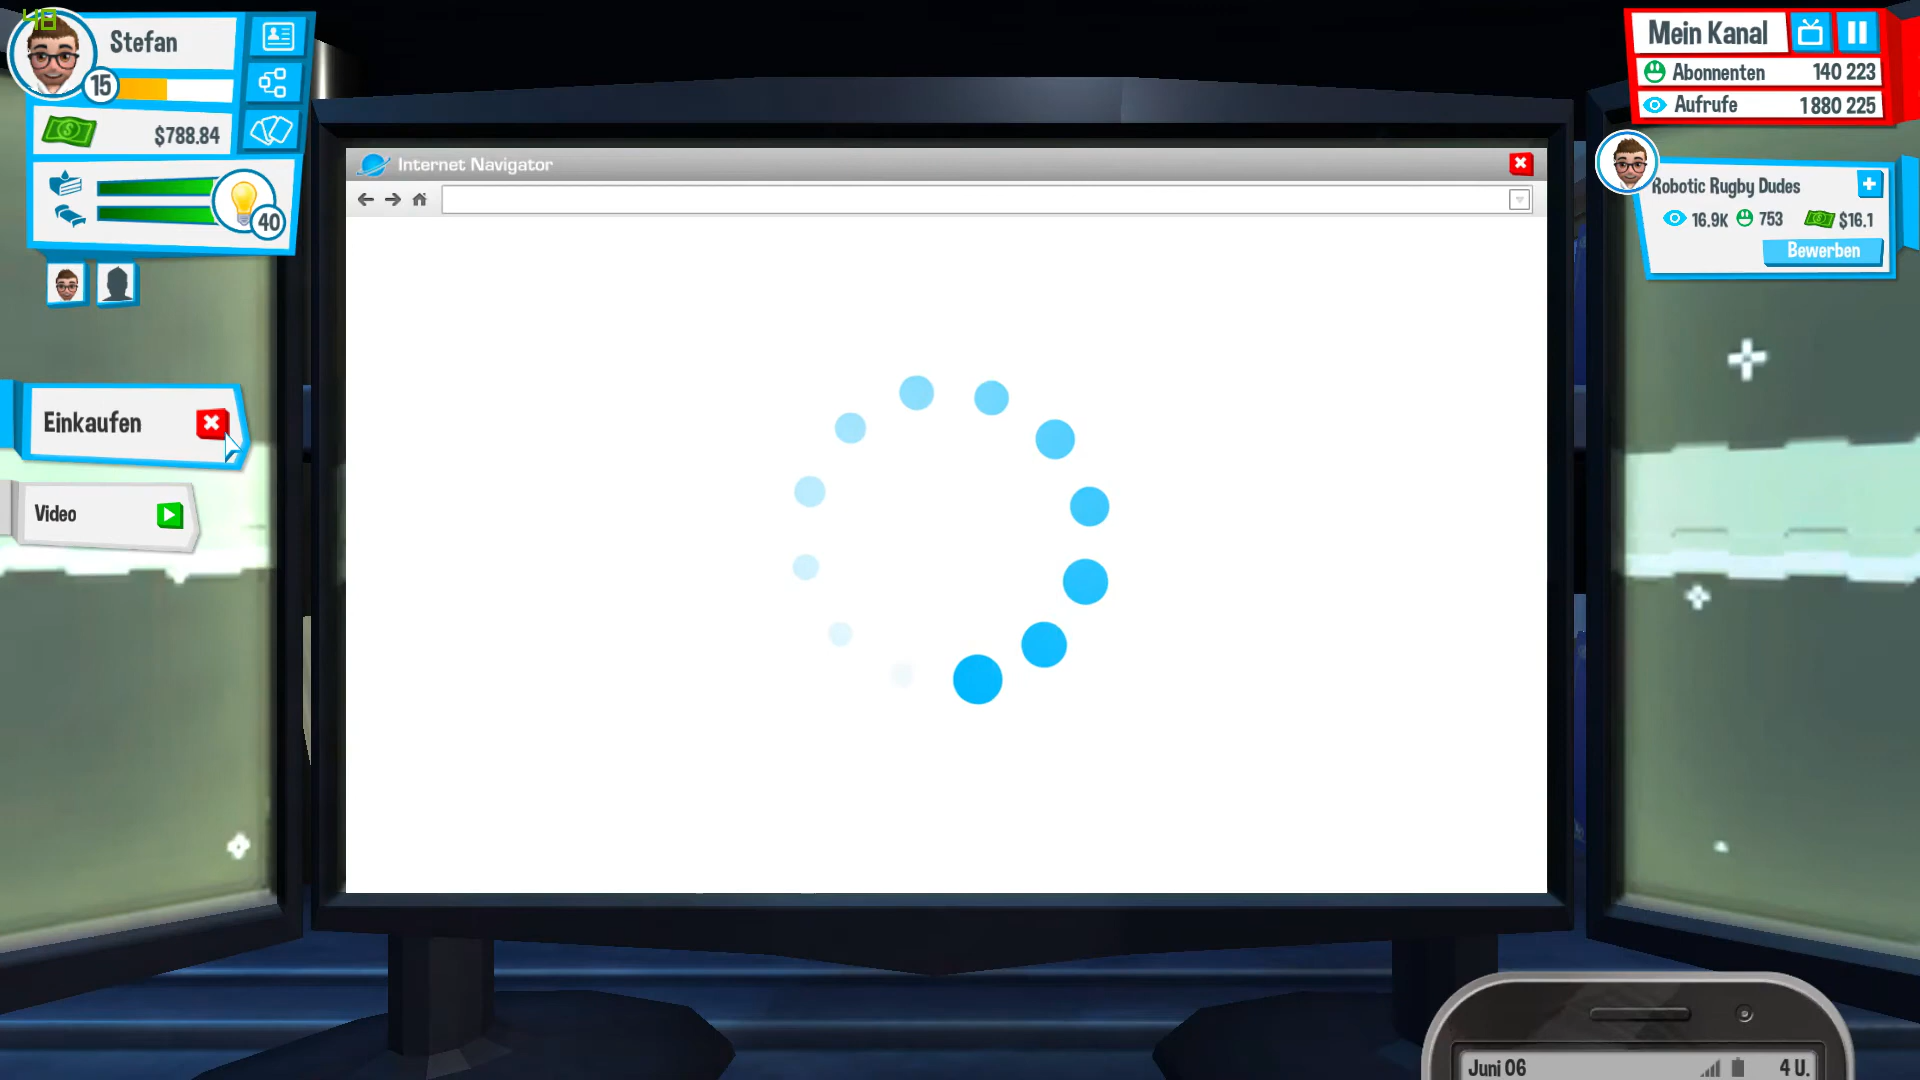 48
Stefan
15
$788.84
40
Einkaufen
Video
Internet Navigator
Mein Kanal
Abonnenten 140 223
Aufrufe 1 880 225
Robotic Rugby Dudes
16.9K 753 $16.1
Bewerben
Juni 06 4 U.